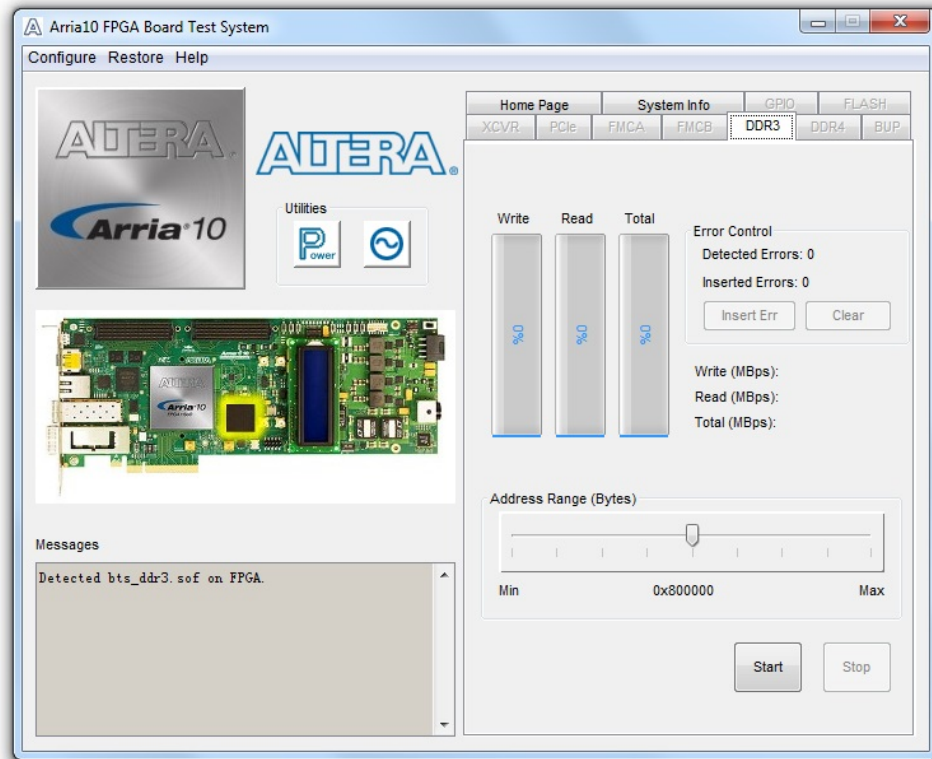 Arria10 FPGA Board Test System
Configure Restore Help
ALTERA
Arria 10
ALTERA
Utilities
Power
ALTERA
Arria 10
Messages
Detected bts_ddr3.sof on FPGA.
Home Page System Info GPIO FLASH
XCVR PCIe FMCA FMCB DDR3 DDR4 BUP
Write Read Total
0% 0% 0%
Error Control
Detected Errors: 0
Inserted Errors: 0
Insert Err Clear
Write (MBps):
Read (MBps):
Total (MBps):
Address Range (Bytes)
Min 0x800000 Max
Start Stop